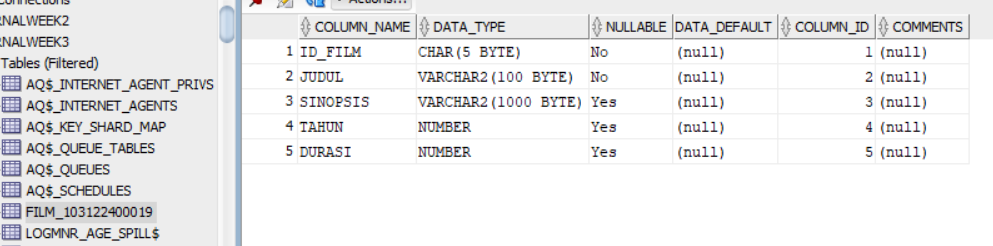 Connections
RNALWEEK2
RNALWEEK3
Tables (Filtered)
AQ$_INTERNET_AGENT_PRIVS
AQ$_INTERNET_AGENTS
AQ$_KEY_SHARD_MAP
AQ$_QUEUE_TABLES
AQ$_QUEUES
AQ$_SCHEDULES
FILM_103122400019
LOGMNR_AGE_SPILL$
Actions...
COLUMN_NAME DATA_TYPE NULLABLE DATA_DEFAULT COLUMN_ID COMMENTS
1 ID_FILM CHAR(5 BYTE) No (null) 1 (null)
2 JUDUL VARCHAR2(100 BYTE) No (null) 2 (null)
3 SINOPSIS VARCHAR2(1000 BYTE) Yes (null) 3 (null)
4 TAHUN NUMBER Yes (null) 4 (null)
5 DURASI NUMBER Yes (null) 5 (null)